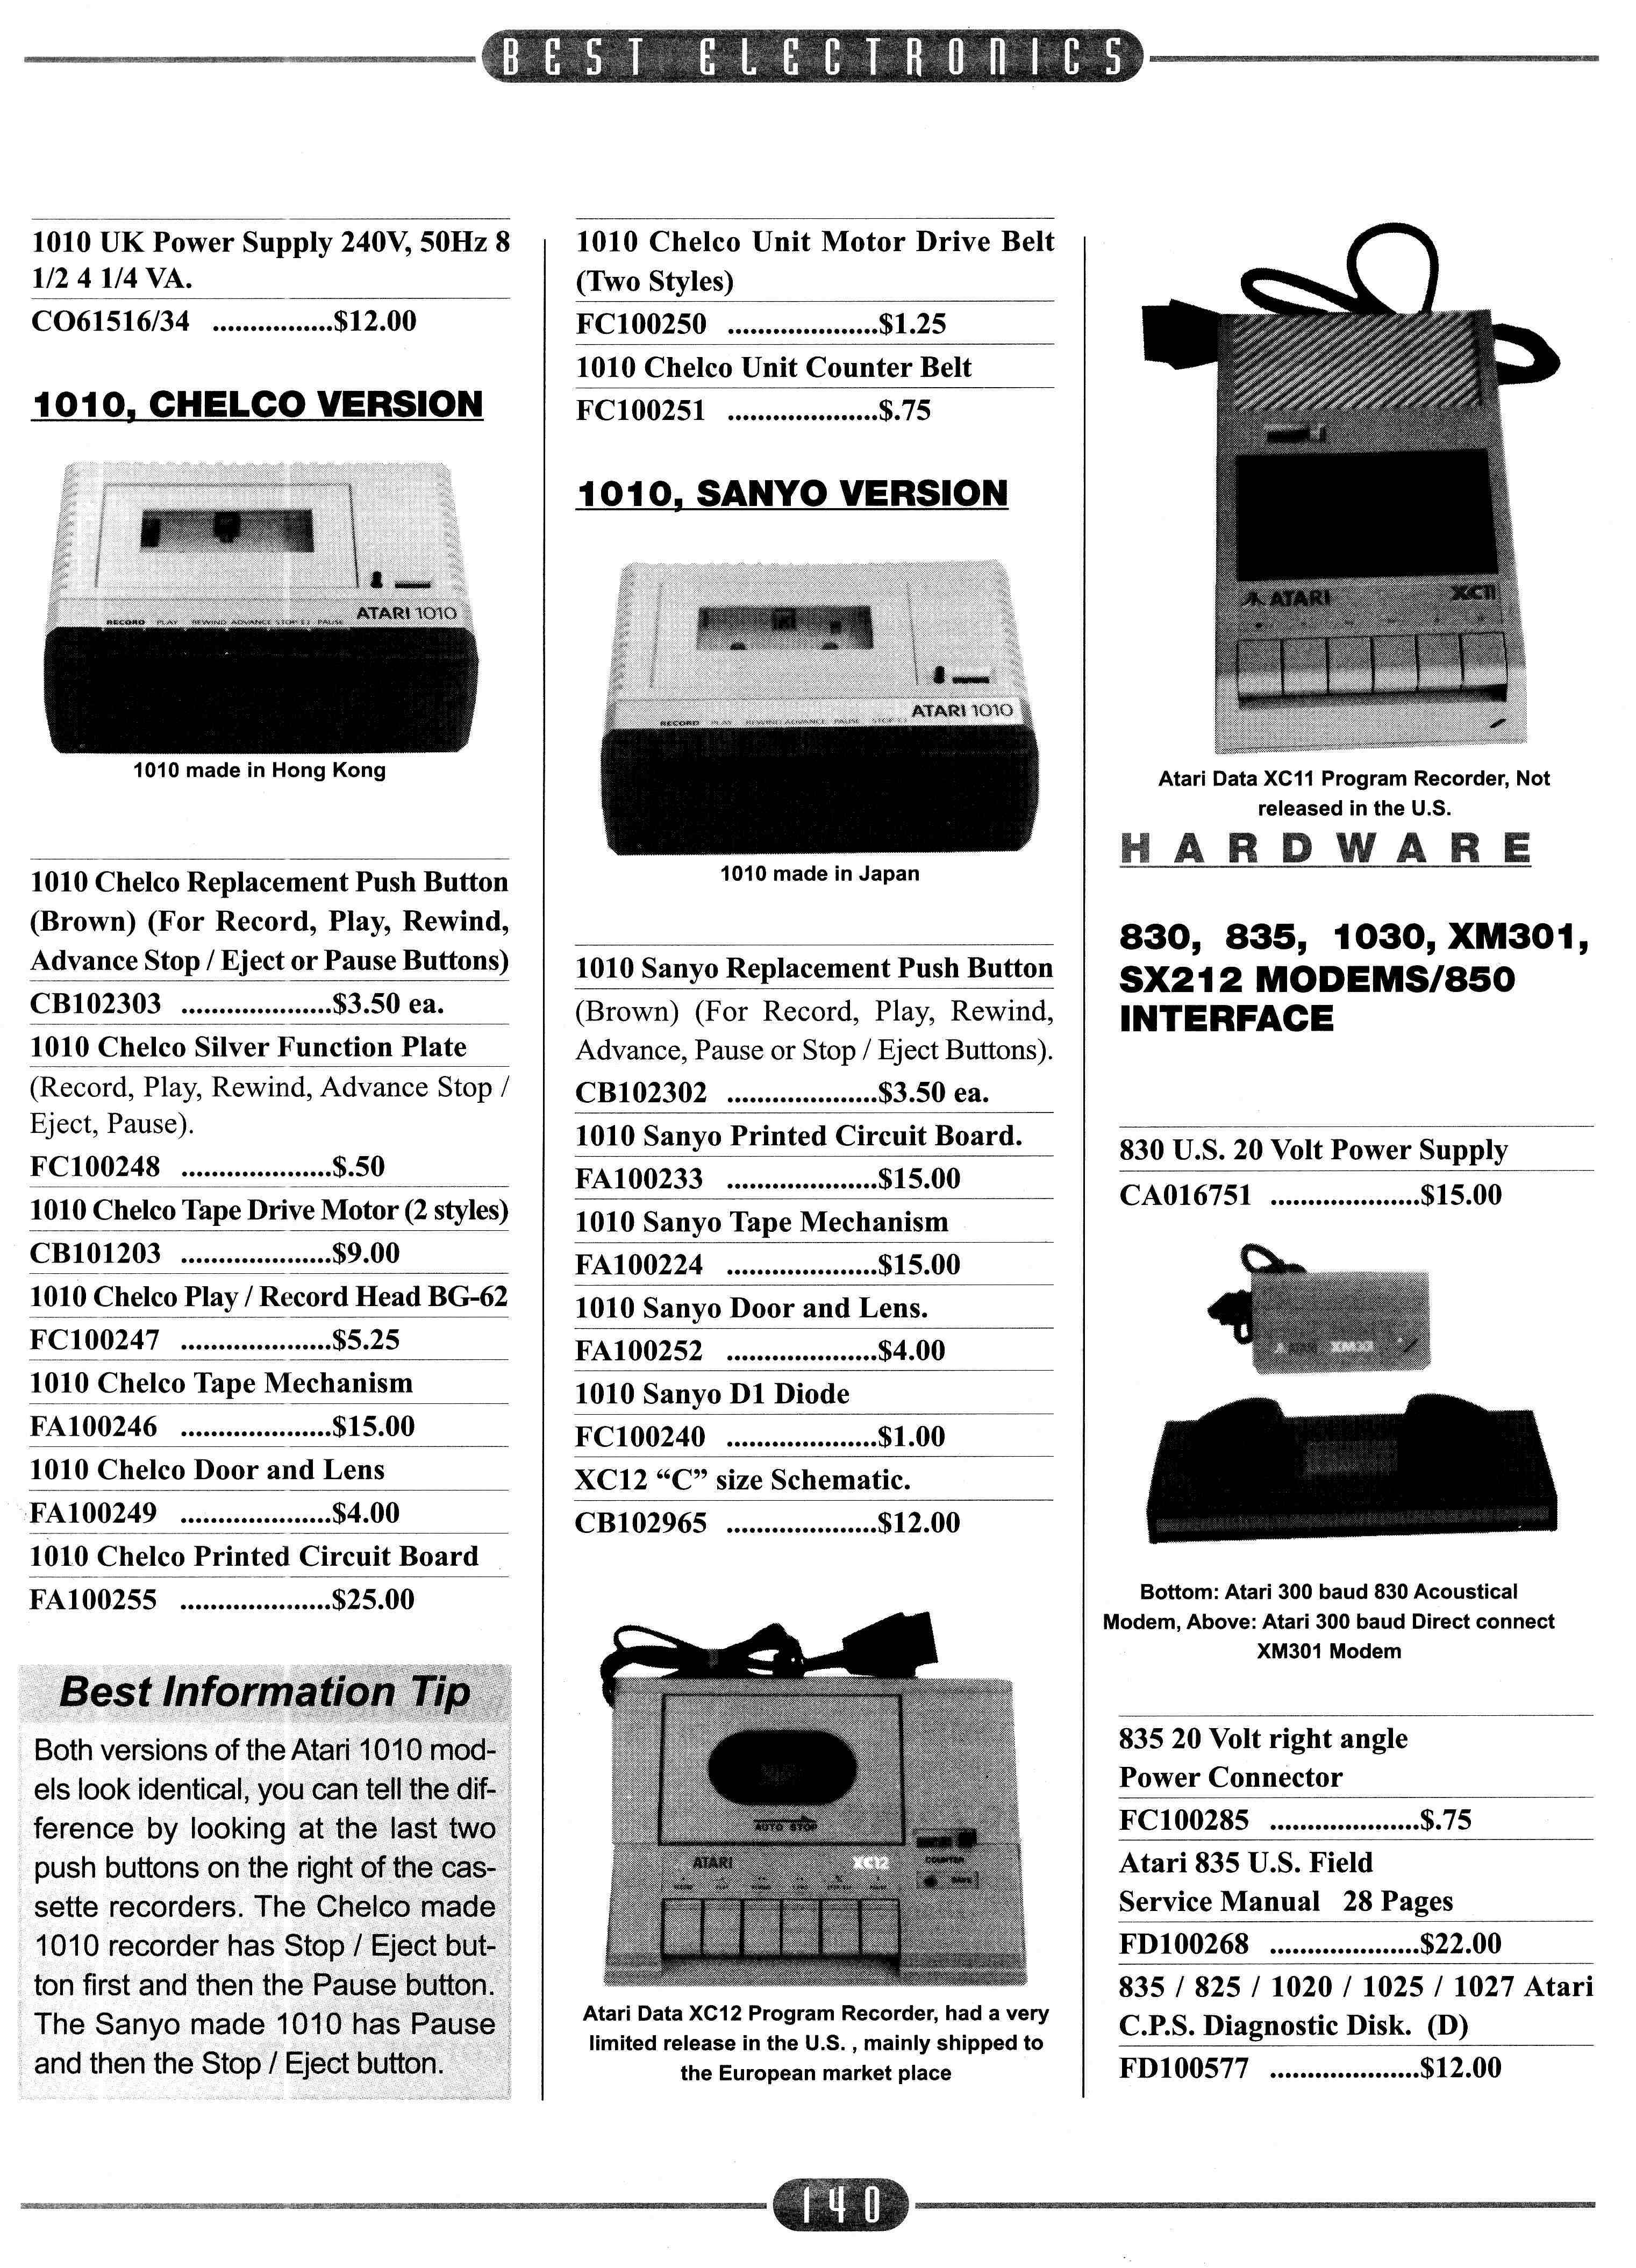 BEST ELECTRONICS
1010 UK Power Supply 240V, 50Hz 8
1/2 4 1/4 VA.
CO61516/34 ................$12.00
1010, CHELCO VERSION
ATARI 1010
RECORD PLAY REWIND ADVANCE STOP/EJ PAUSE
1010 made in Hong Kong
1010 Chelco Replacement Push Button
(Brown) (For Record, Play, Rewind,
Advance Stop / Eject or Pause Buttons)
CB102303 ....................$3.50 ea.
1010 Chelco Silver Function Plate
(Record, Play, Rewind, Advance Stop /
Eject, Pause).
FC100248 ....................$.50
1010 Chelco Tape Drive Motor (2 styles)
CB101203 ....................$9.00
1010 Chelco Play / Record Head BG-62
FC100247 ....................$5.25
1010 Chelco Tape Mechanism
FA100246 ....................$15.00
1010 Chelco Door and Lens
FA100249 ....................$4.00
1010 Chelco Printed Circuit Board
FA100255 ....................$25.00
Best Information Tip
Both versions of the Atari 1010 mod-
els look identical, you can tell the dif-
ference by looking at the last two
push buttons on the right of the cas-
sette recorders. The Chelco made
1010 recorder has Stop / Eject but-
ton first and then the Pause button.
The Sanyo made 1010 has Pause
and then the Stop / Eject button.
1010 Chelco Unit Motor Drive Belt
(Two Styles)
FC100250 ....................$1.25
1010 Chelco Unit Counter Belt
FC100251 ....................$.75
1010, SANYO VERSION
ATARI 1010
RECORD PLAY REWIND ADVANCE PAUSE STOP/EJ
1010 made in Japan
1010 Sanyo Replacement Push Button
(Brown) (For Record, Play, Rewind,
Advance, Pause or Stop / Eject Buttons).
CB102302 ....................$3.50 ea.
1010 Sanyo Printed Circuit Board.
FA100233 ....................$15.00
1010 Sanyo Tape Mechanism
FA100224 ....................$15.00
1010 Sanyo Door and Lens.
FA100252 ....................$4.00
1010 Sanyo D1 Diode
FC100240 ....................$1.00
XC12 “C” size Schematic.
CB102965 ....................$12.00
AUTO STOP
ATARI XC12
COUNTER
SAVE
Atari Data XC12 Program Recorder, had a very
limited release in the U.S. , mainly shipped to
the European market place
ATARI XC11
Atari Data XC11 Program Recorder, Not
released in the U.S.
HARDWARE
830, 835, 1030, XM301,
SX212 MODEMS/850
INTERFACE
830 U.S. 20 Volt Power Supply
CA016751 ....................$15.00
ATARI XM301
Bottom: Atari 300 baud 830 Acoustical
Modem, Above: Atari 300 baud Direct connect
XM301 Modem
835 20 Volt right angle
Power Connector
FC100285 ....................$.75
Atari 835 U.S. Field
Service Manual 28 Pages
FD100268 ....................$22.00
835 / 825 / 1020 / 1025 / 1027 Atari
C.P.S. Diagnostic Disk. (D)
FD100577 ....................$12.00
140